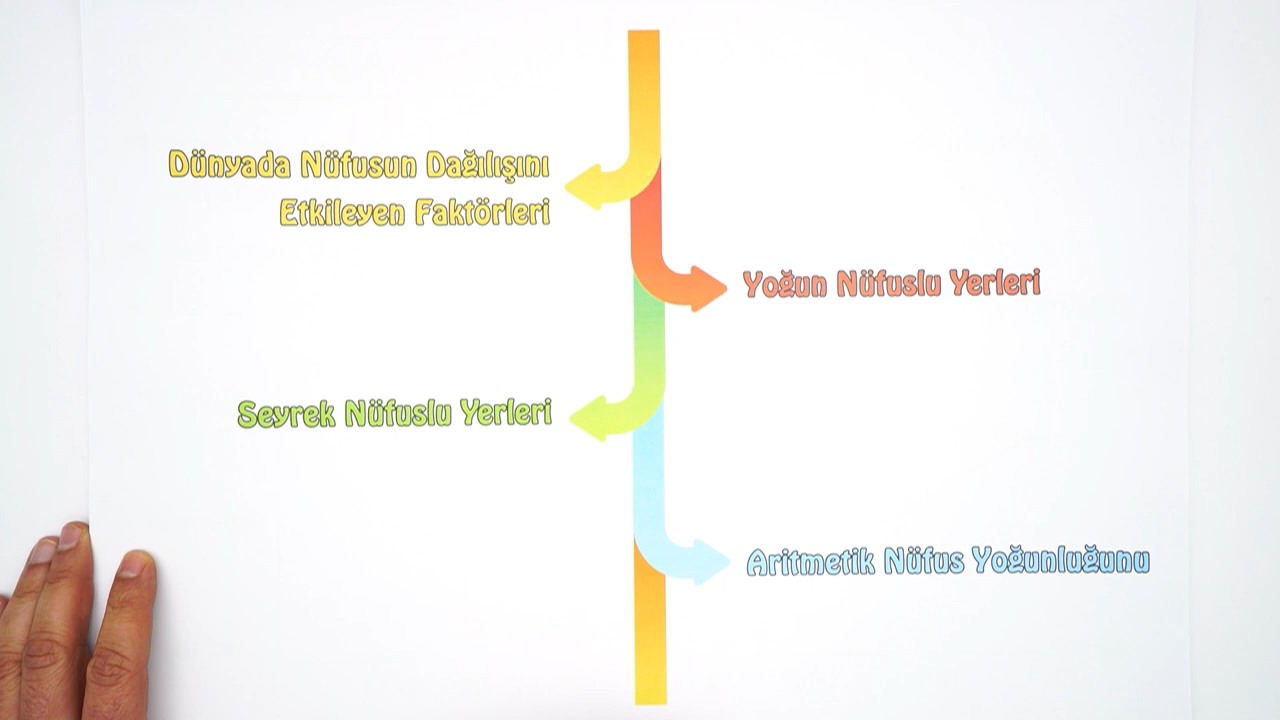 Dünyada Nüfusun Dağılışını
Etkileyen Faktörleri
Yoğun Nüfuslu Yerleri
Seyrek Nüfuslu Yerleri
Aritmetik Nüfus Yoğunluğunu